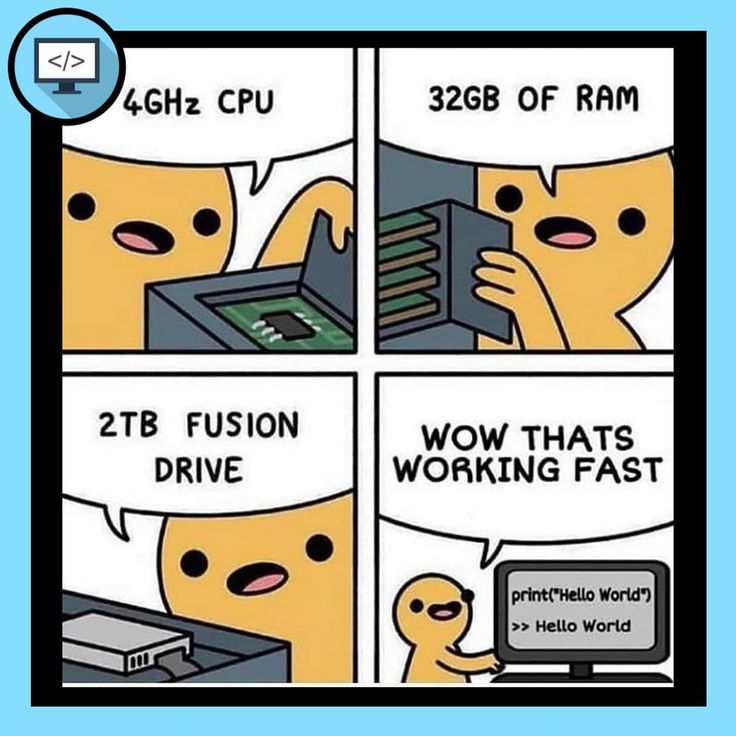 </>
4GHz CPU
32GB OF RAM
2TB FUSION
DRIVE
WOW THATS
WORKING FAST
print("Hello World")
>> Hello World